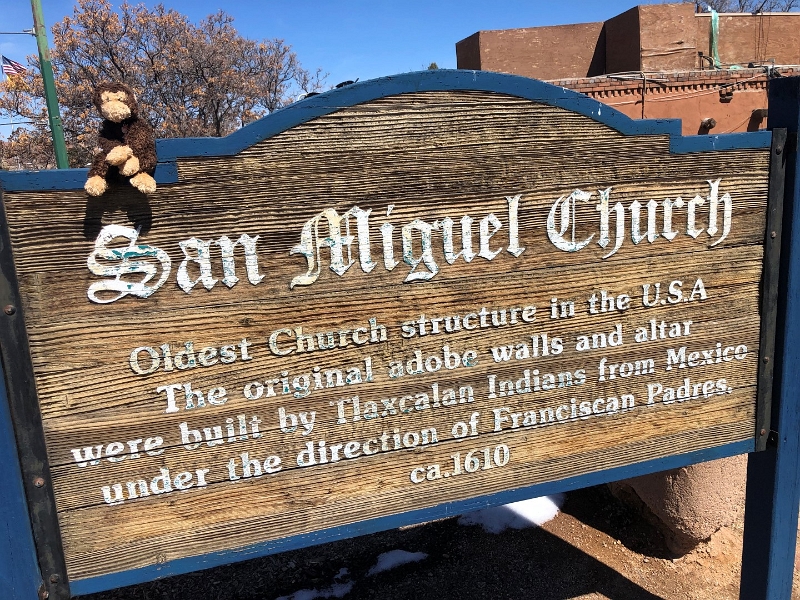 San Miguel Church
Oldest Church structure in the U.S.A
The original adobe walls and altar
were built by Tlaxcalan Indians from Mexico
under the direction of Franciscan Padres.
ca.1610